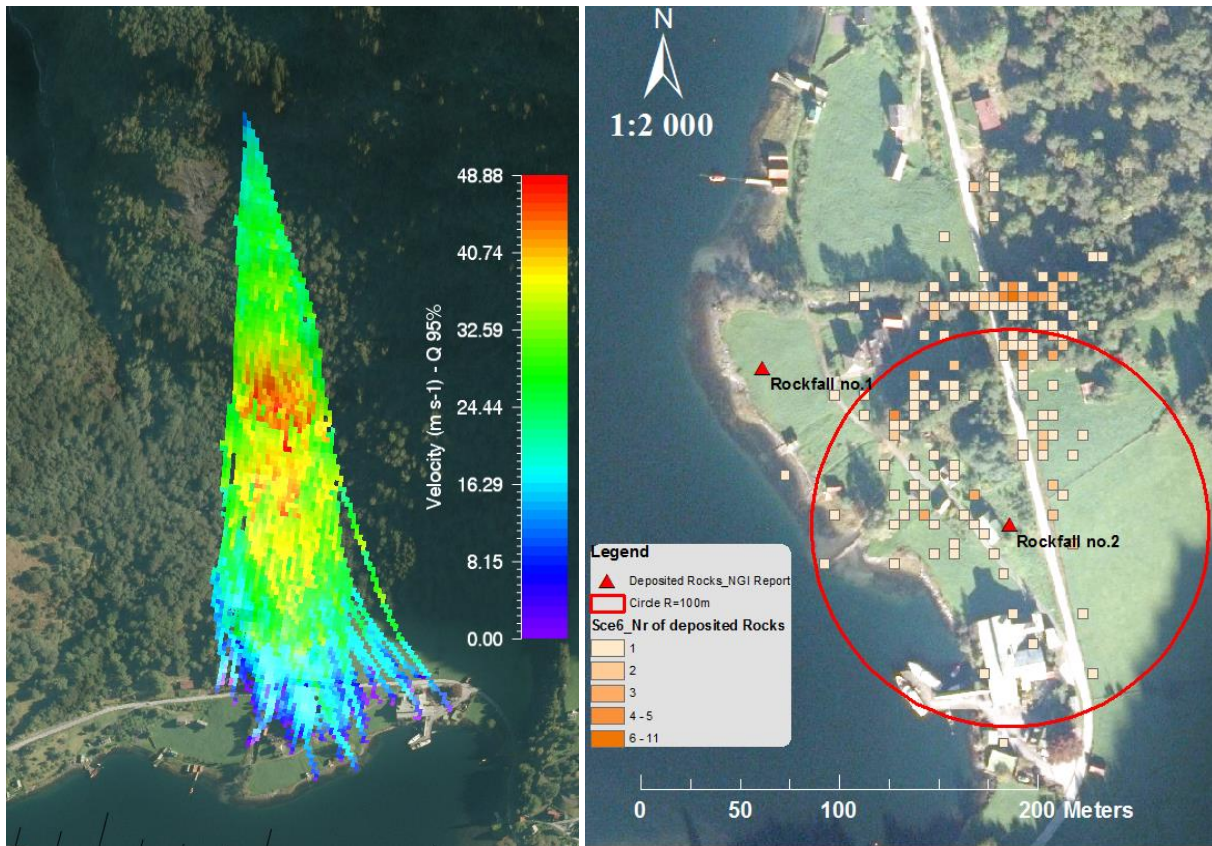 48.88
40.74
32.59
24.44
16.29
8.15
0.00
Velocity (m s-1) - Q 95%
N
1:2 000
Rockfall no.1
Rockfall no.2
Legend
Deposited Rocks_NGI Report
Circle R=100m
Sce6_Nr of deposited Rocks
1
2
3
4 - 5
6 - 11
0 50 100 200 Meters